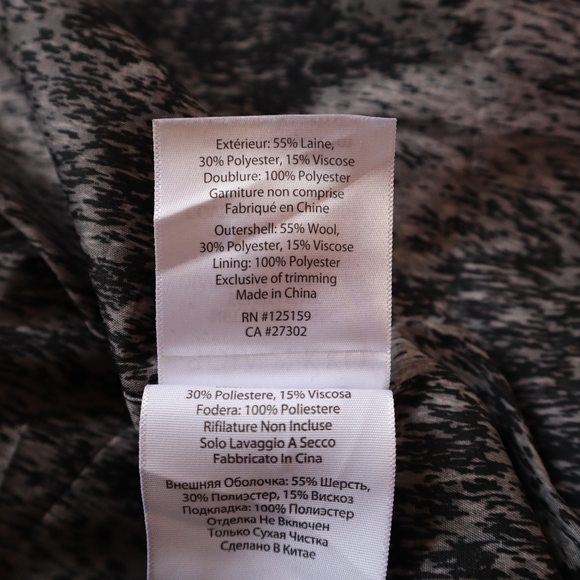 Extérieur: 55% Laine,
30% Polyester, 15% Viscose
Doublure: 100% Polyester
Garniture non comprise
Fabriqué en Chine
Outershell: 55% Wool,
30% Polyester, 15% Viscose
Lining: 100% Polyester
Exclusive of trimming
Made in China
RN #125159
CA #27302
30% Poliestere, 15% Viscosa
Fodera: 100% Poliestere
Rifilature Non Incluse
Solo Lavaggio A Secco
Fabbricato In Cina
Внешняя Оболочка: 55% Шерсть,
30% Полиэстер, 15% Вискоз
Подкладка: 100% Полиэстер
Отделка Не Включен
Только Сухая Чистка
Сделано В Китае